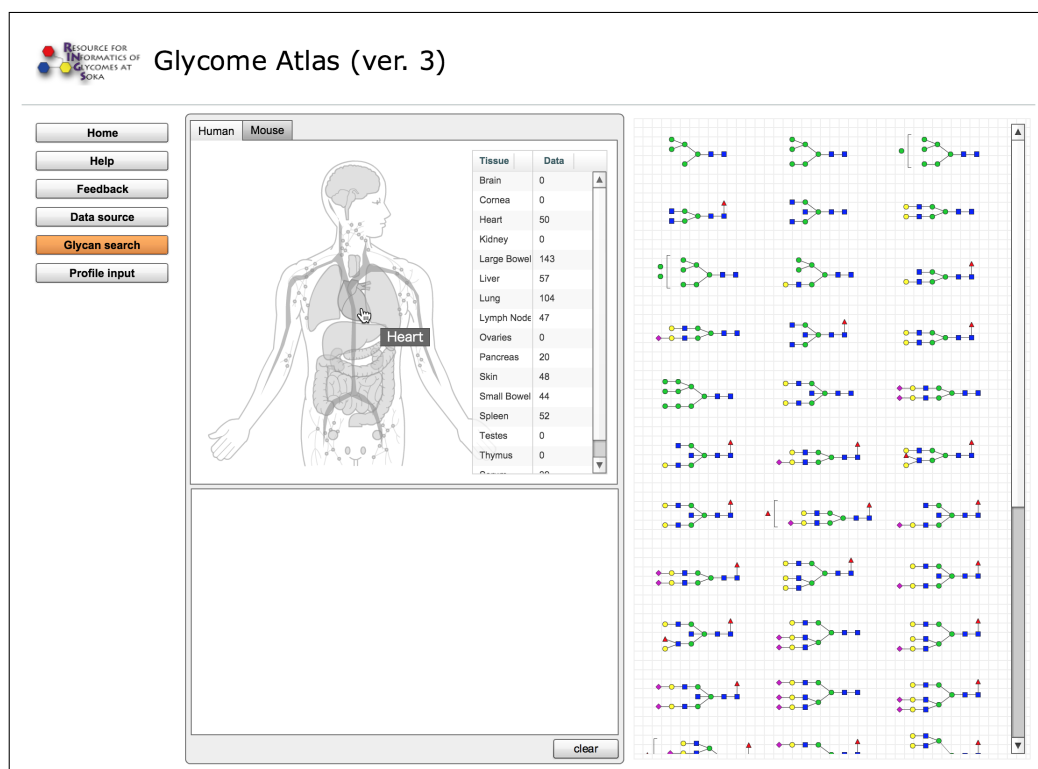 RESOURCE FOR
INFORMATICS OF
GLYCOMES AT
SOKA
Glycome Atlas (ver. 3)
Home
Help
Feedback
Data source
Glycan search
Profile input
Human Mouse
Tissue Data
Brain 0
Cornea 0
Heart 50
Kidney 0
Large Bowel 143
Liver 57
Lung 104
Lymph Node 47
Ovaries 0
Pancreas 20
Skin 48
Small Bowel 44
Spleen 52
Testes 0
Thymus 0
Heart
clear